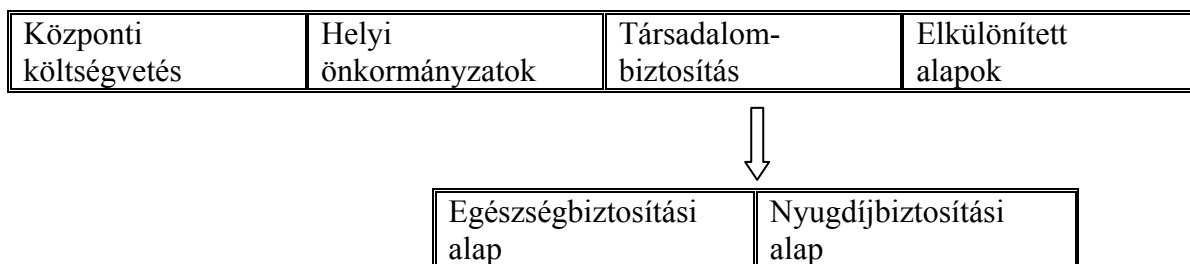 Központi
költségvetés
Helyi
önkormányzatok
Társadalom-
biztosítás
Elkülönített
alapok
Egészségbiztosítási
alap
Nyugdíjbiztosítási
alap